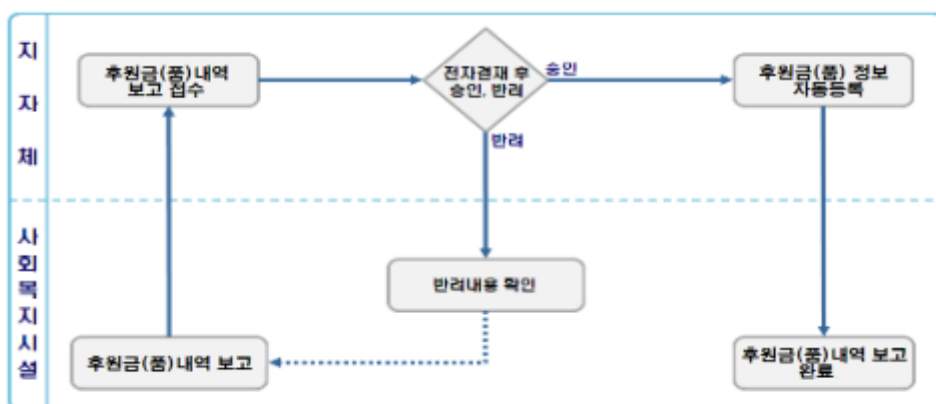 지자체
후원금(품)내역
보고 접수
전자결재 후
승인, 반려
승인
후원금(품) 정보
자동등록
반려
사회복지시설
반려내용 확인
후원금(품)내역 보고
후원금(품)내역 보고
완료